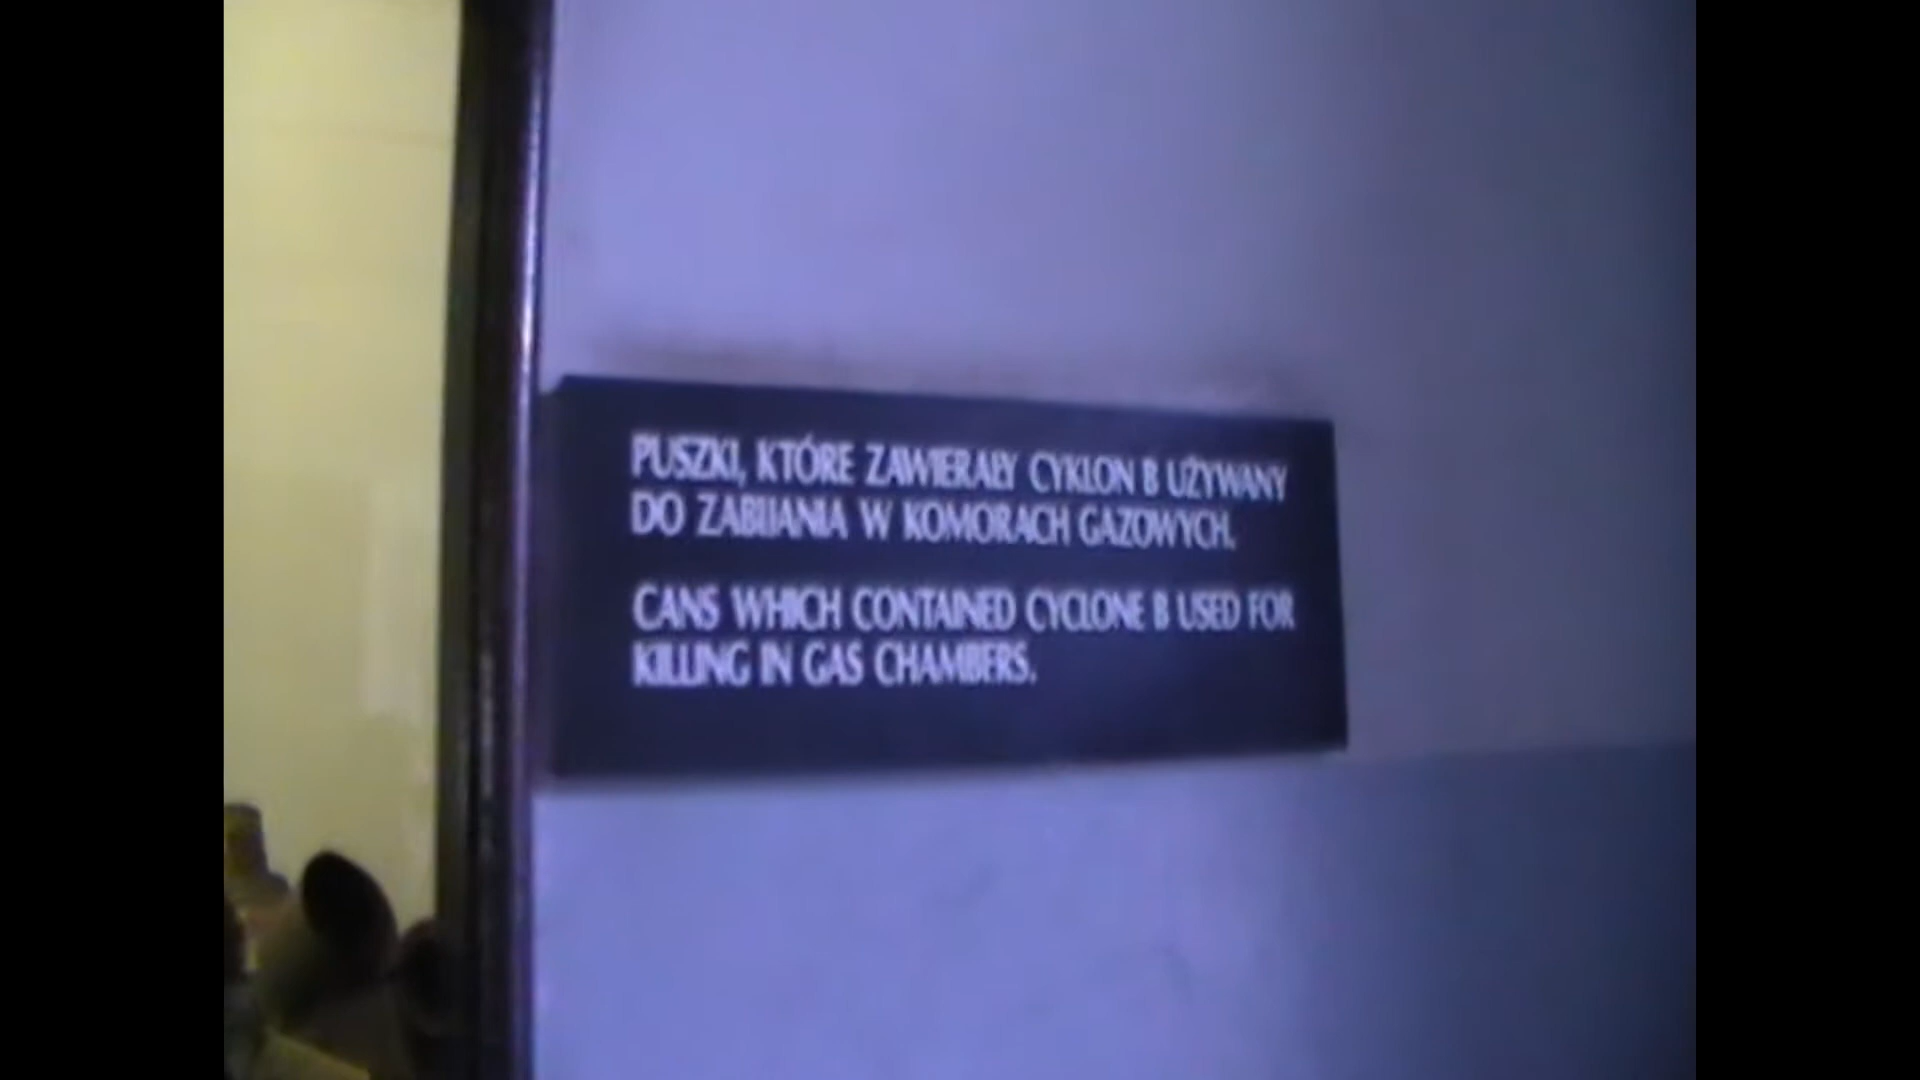 PUSZKI, KTÓRE ZAWIERAŁY CYKLON B UŻYWANY
DO ZABIJANIA W KOMORACH GAZOWYCH.
CANS WHICH CONTAINED CYCLONE B USED FOR
KILLING IN GAS CHAMBERS.